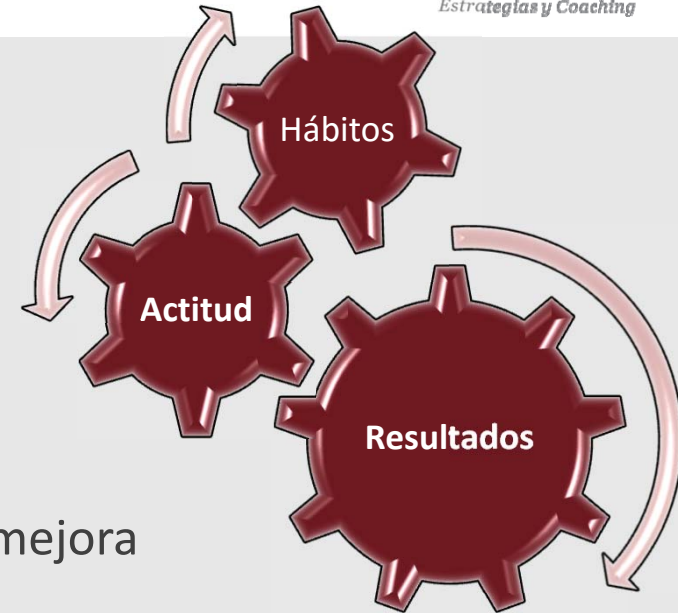 Estrategias y Coaching
Hábitos
Actitud
Resultados
mejora